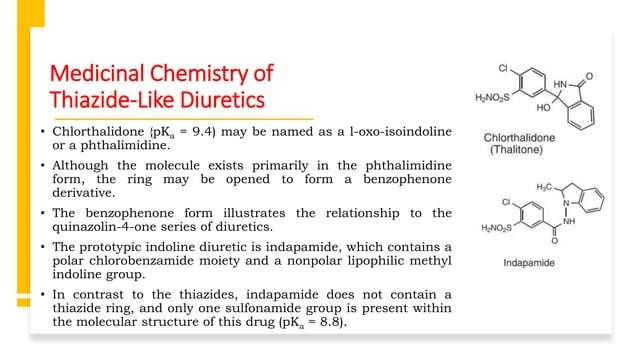 Medicinal Chemistry of
Thiazide-Like Diuretics
• Chlorthalidone {pKa = 9.4) may be named as a l-oxo-isoindoline
or a phthalimidine.
• Although the molecule exists primarily in the phthalimidine
form, the ring may be opened to form a benzophenone
derivative.
• The benzophenone form illustrates the relationship to the
quinazolin-4-one series of diuretics.
• The prototypic indoline diuretic is indapamide, which contains a
polar chlorobenzamide moiety and a nonpolar lipophilic methyl
indoline group.
• In contrast to the thiazides, indapamide does not contain a
thiazide ring, and only one sulfonamide group is present within
the molecular structure of this drug (pKa = 8.8).
Cl
HN
O
H2NO2S
HO
Chlorthalidone
(Thalitone)
H3C
Cl
N
NH
H2NO2S
O
Indapamide